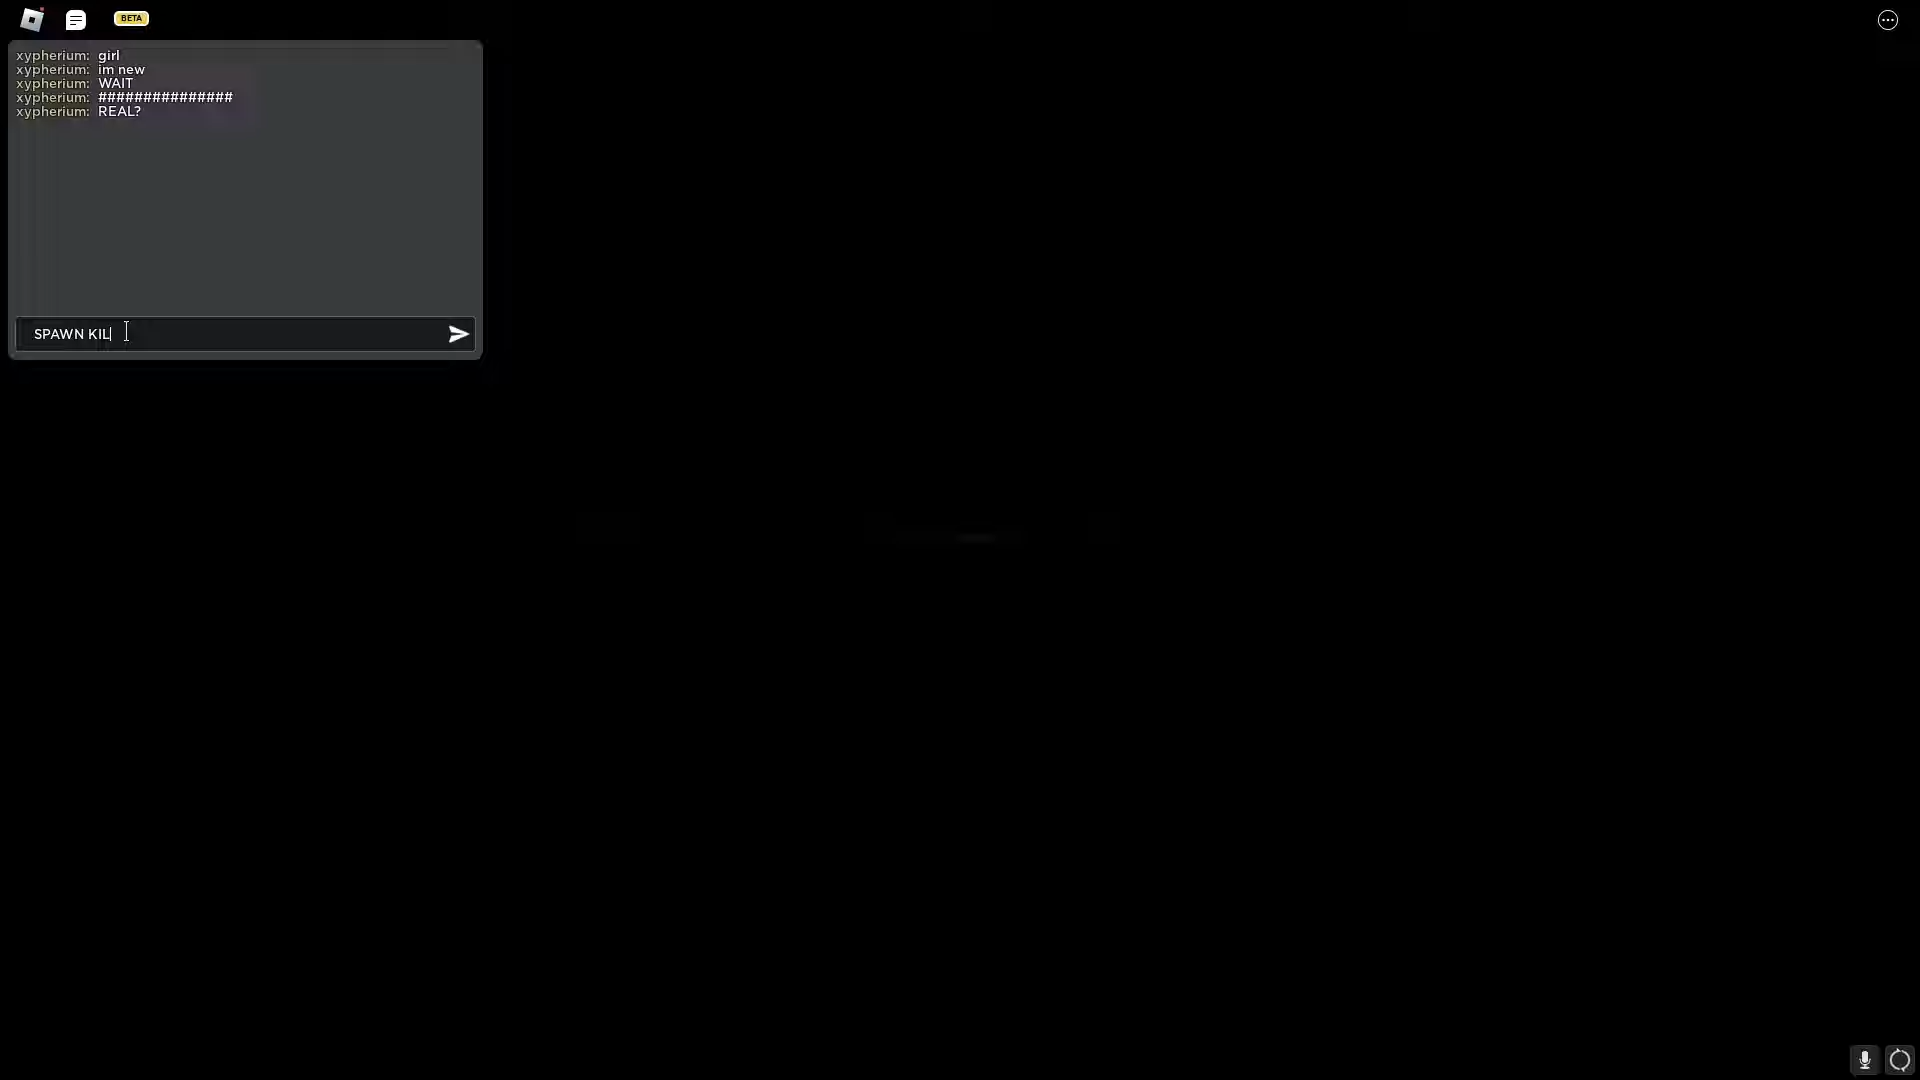 BETA
xypherium: girl
xypherium: im new
xypherium: WAIT
xypherium: ###############
xypherium: REAL?
SPAWN KIL